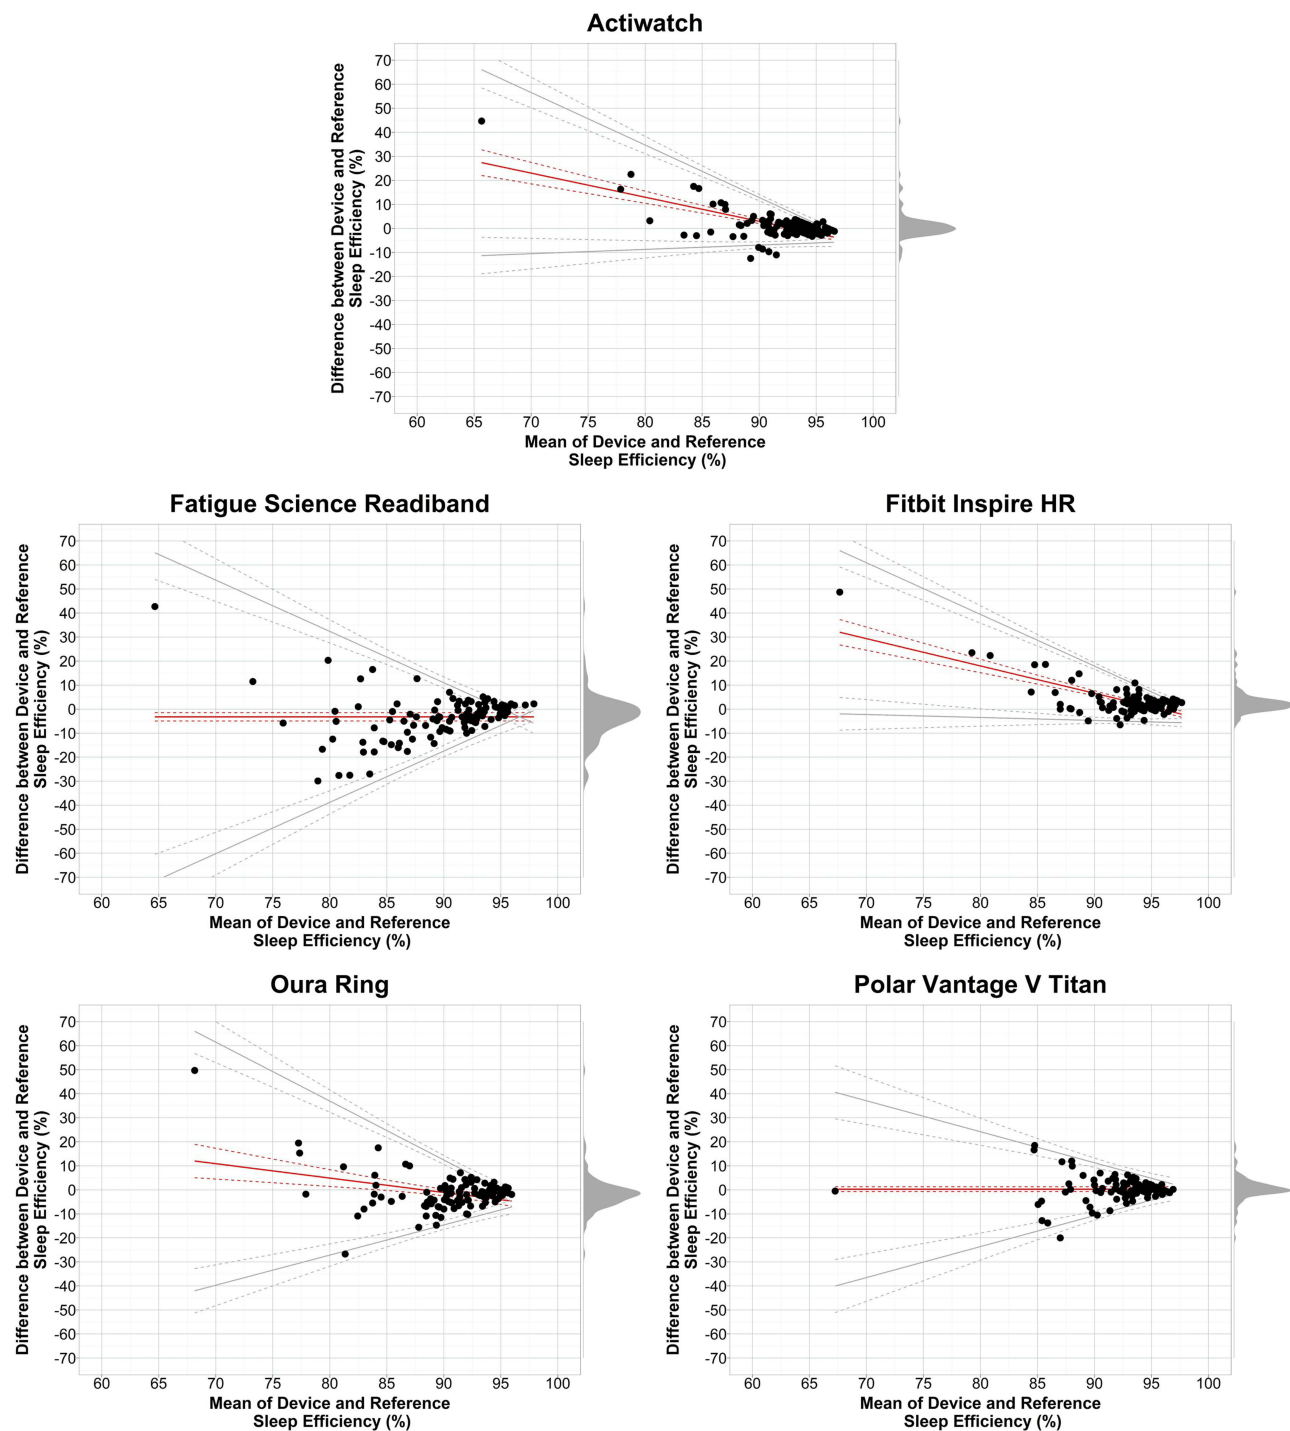 Actiwatch
Difference between Device and Reference
Sleep Efficiency (%)
70
60
50
40
30
20
10
0
-10
-20
-30
-40
-50
-60
-70
60 65 70 75 80 85 90 95 100
Mean of Device and Reference
Sleep Efficiency (%)
Fatigue Science Readiband
Difference between Device and Reference
Sleep Efficiency (%)
70
60
50
40
30
20
10
0
-10
-20
-30
-40
-50
-60
-70
60 65 70 75 80 85 90 95 100
Mean of Device and Reference
Sleep Efficiency (%)
Fitbit Inspire HR
Difference between Device and Reference
Sleep Efficiency (%)
70
60
50
40
30
20
10
0
-10
-20
-30
-40
-50
-60
-70
60 65 70 75 80 85 90 95 100
Mean of Device and Reference
Sleep Efficiency (%)
Oura Ring
Difference between Device and Reference
Sleep Efficiency (%)
70
60
50
40
30
20
10
0
-10
-20
-30
-40
-50
-60
-70
60 65 70 75 80 85 90 95 100
Mean of Device and Reference
Sleep Efficiency (%)
Polar Vantage V Titan
Difference between Device and Reference
Sleep Efficiency (%)
70
60
50
40
30
20
10
0
-10
-20
-30
-40
-50
-60
-70
60 65 70 75 80 85 90 95 100
Mean of Device and Reference
Sleep Efficiency (%)